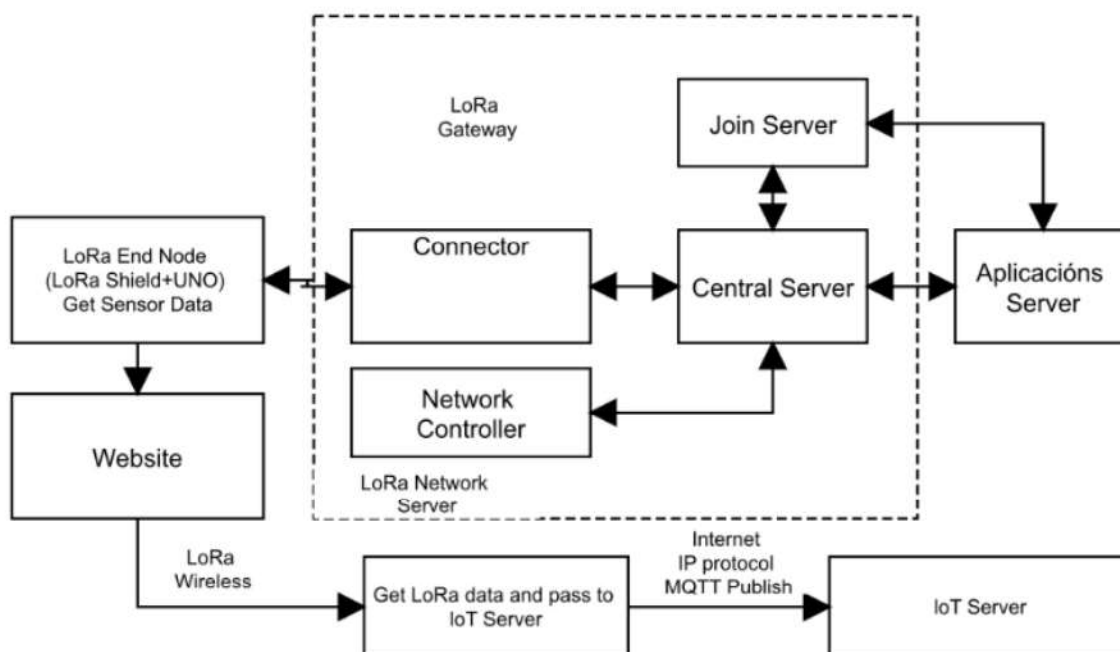 LoRa
Gateway
Join Server
LoRa End Node
(LoRa Shield+UNO)
Get Sensor Data
Connector
Central Server
Aplicacións
Server
Network
Controller
Website
LoRa Network
Server
LoRa
Wireless
Internet
IP protocol
MQTT Publish
Get LoRa data and pass to
IoT Server
IoT Server